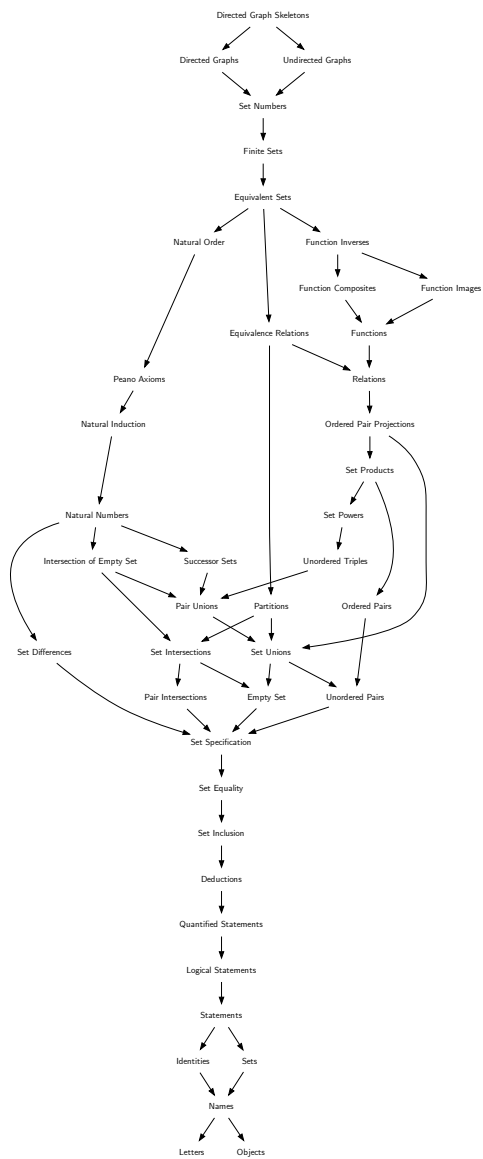 Directed Graph Skeletons
Directed Graphs
Undirected Graphs
Set Numbers
Finite Sets
Equivalent Sets
Natural Order
Function Inverses
Function Composites
Function Images
Equivalence Relations
Functions
Peano Axioms
Relations
Natural Induction
Ordered Pair Projections
Set Products
Natural Numbers
Set Powers
Intersection of Empty Set
Successor Sets
Unordered Triples
Pair Unions
Partitions
Ordered Pairs
Set Differences
Set Intersections
Set Unions
Pair Intersections
Empty Set
Unordered Pairs
Set Specification
Set Equality
Set Inclusion
Deductions
Quantified Statements
Logical Statements
Statements
Identities
Sets
Names
Letters
Objects